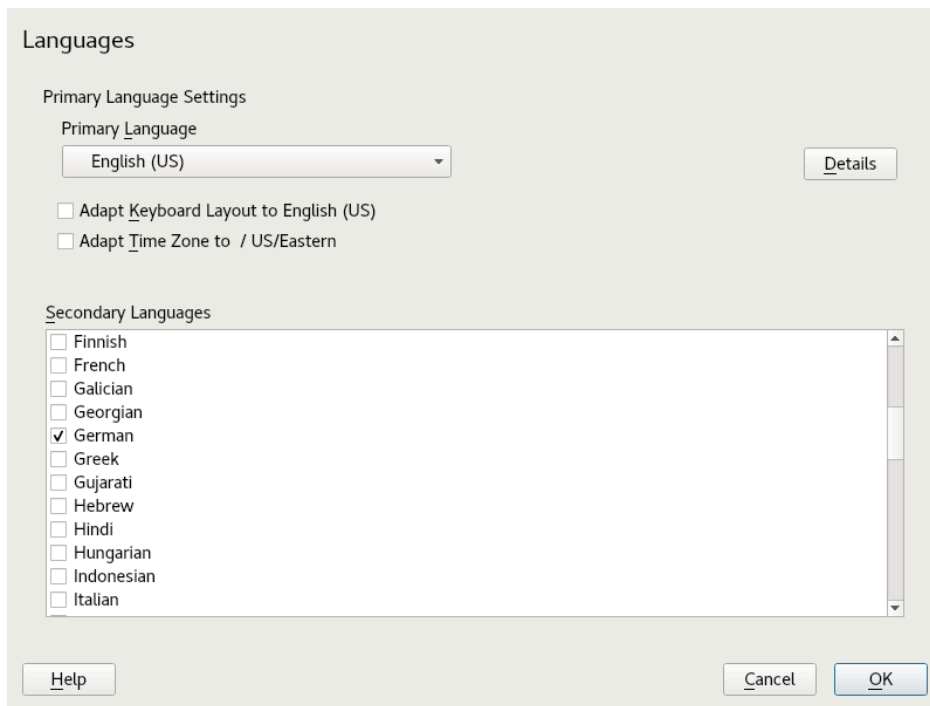 Languages
Primary Language Settings
Primary Language
English (US)
Details
Adapt Keyboard Layout to English (US)
Adapt Time Zone to / US/Eastern
Secondary Languages
Finnish
French
Galician
Georgian
German
Greek
Gujarati
Hebrew
Hindi
Hungarian
Indonesian
Italian
Help
Cancel
OK